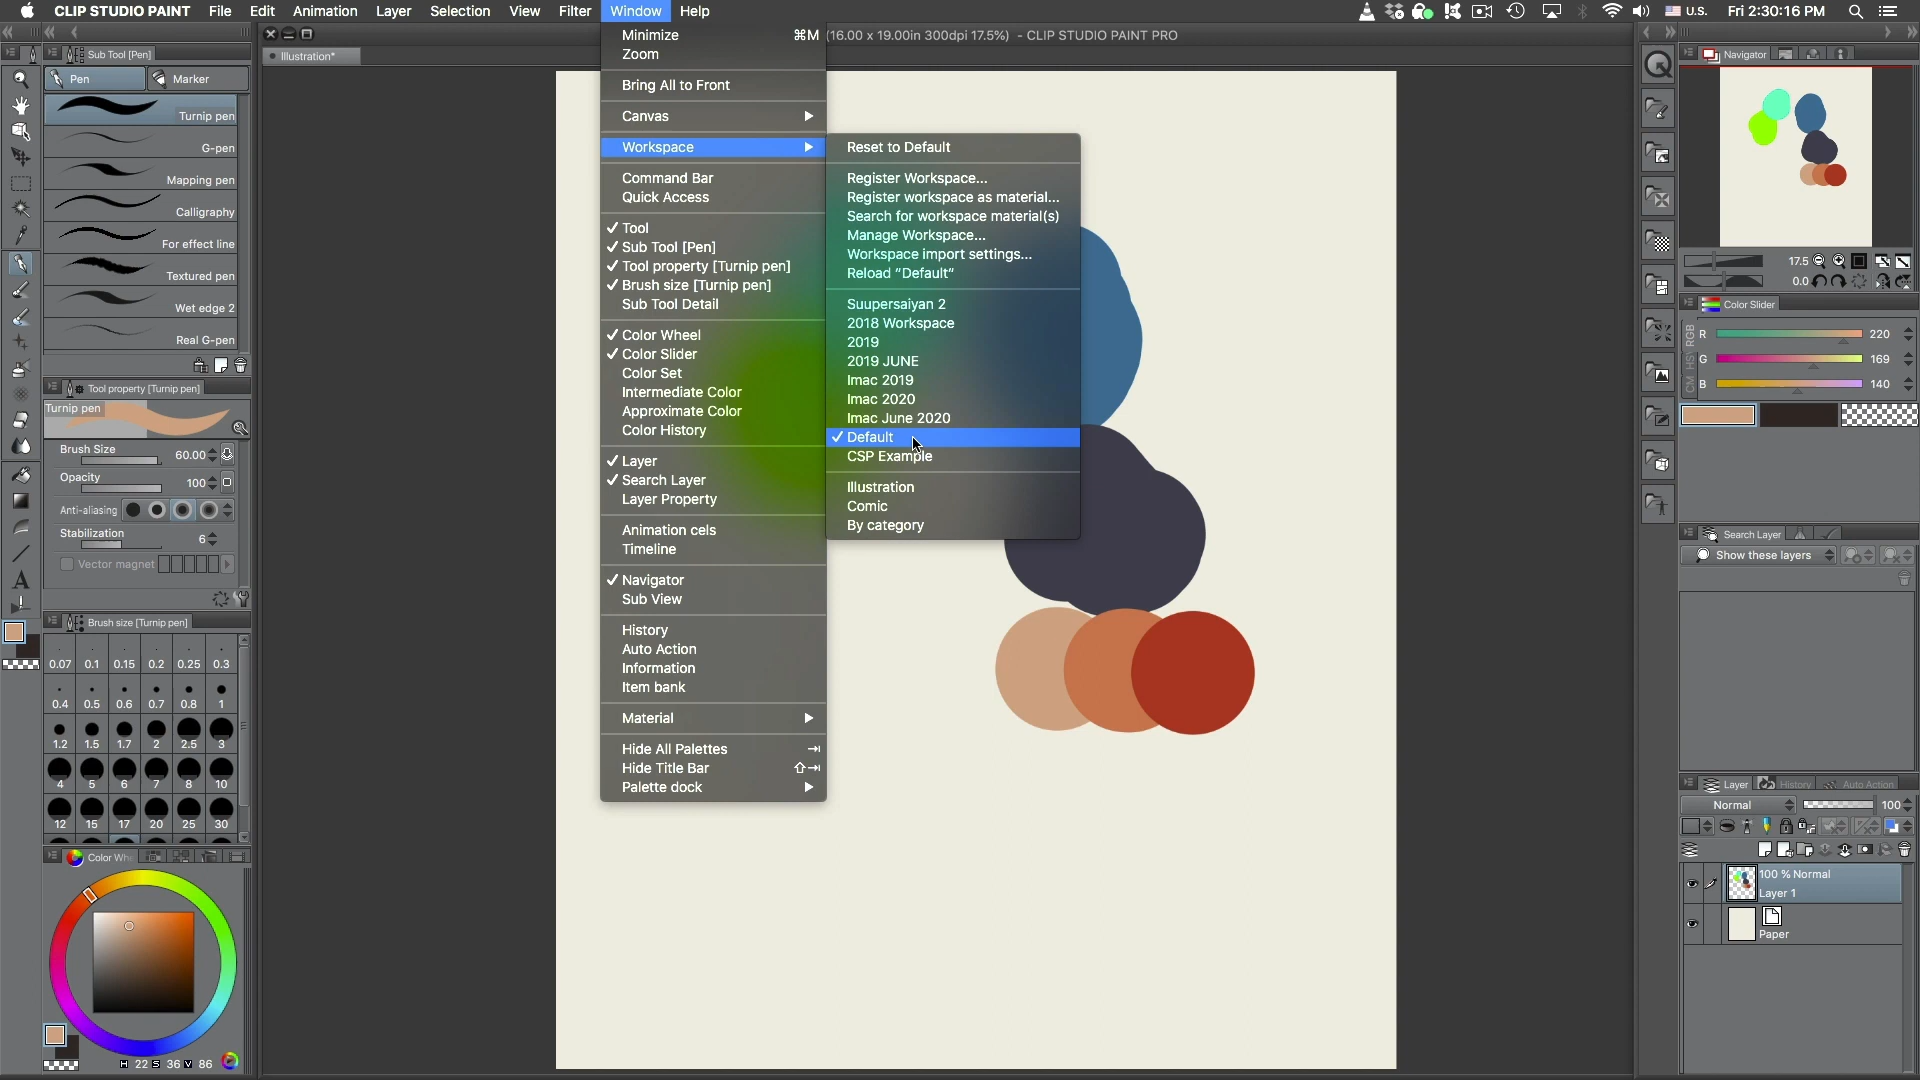 CLIP STUDIO PAINT File Edit Animation Layer Selection View Filter Window Help
U.S. Fri 2:30:16 PM
(16.00 x 19.00in 300dpi 17.5%) - CLIP STUDIO PAINT PRO
Illustration*
Sub Tool [Pen]
Pen
Marker
Turnip pen
G-pen
Mapping pen
Calligraphy
For effect line
Textured pen
Wet edge 2
Real G-pen
Tool property [Turnip pen]
Turnip pen
Brush Size 60.00
Opacity 100
Anti-aliasing
Stabilization 6
Vector magnet
Brush size [Turnip pen]
0.07 0.1 0.15 0.2 0.25 0.3
0.4 0.5 0.6 0.7 0.8 1
1.2 1.5 1.7 2 2.5 3
4 5 6 7 8 10
12 15 17 20 25 30
Color Whe
H 22 S 36 V 86
Minimize ⌘M
Zoom
Bring All to Front
Canvas
Workspace
Command Bar
Quick Access
✓ Tool
✓ Sub Tool [Pen]
✓ Tool property [Turnip pen]
✓ Brush size [Turnip pen]
Sub Tool Detail
✓ Color Wheel
✓ Color Slider
Color Set
Intermediate Color
Approximate Color
Color History
✓ Layer
✓ Search Layer
Layer Property
Animation cels
Timeline
✓ Navigator
Sub View
History
Auto Action
Information
Item bank
Material
Hide All Palettes ⇥
Hide Title Bar ⇧⇥
Palette dock
Reset to Default
Register Workspace...
Register workspace as material...
Search for workspace material(s)
Manage Workspace...
Workspace import settings...
Reload “Default”
Suupersaiyan 2
2018 Workspace
2019
2019 JUNE
Imac 2019
Imac 2020
Imac June 2020
✓ Default
CSP Example
Illustration
Comic
By category
Navigator
17.5
0.0
Color Slider
RGB
HSV
CM
R 220
G 169
B 140
Search Layer
Show these layers
Layer History Auto Action
Normal 100
100 % Normal
Layer 1
Paper